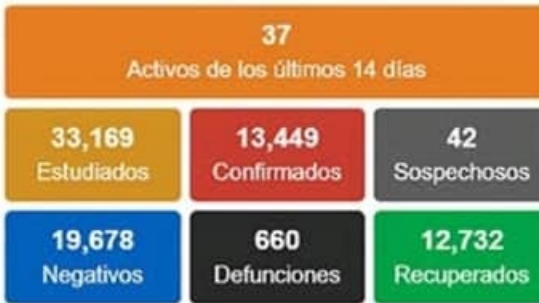 37
Activos de los últimos 14 días
33,169
Estudiados
13,449
Confirmados
42
Sospechosos
19,678
Negativos
660
Defunciones
12,732
Recuperados